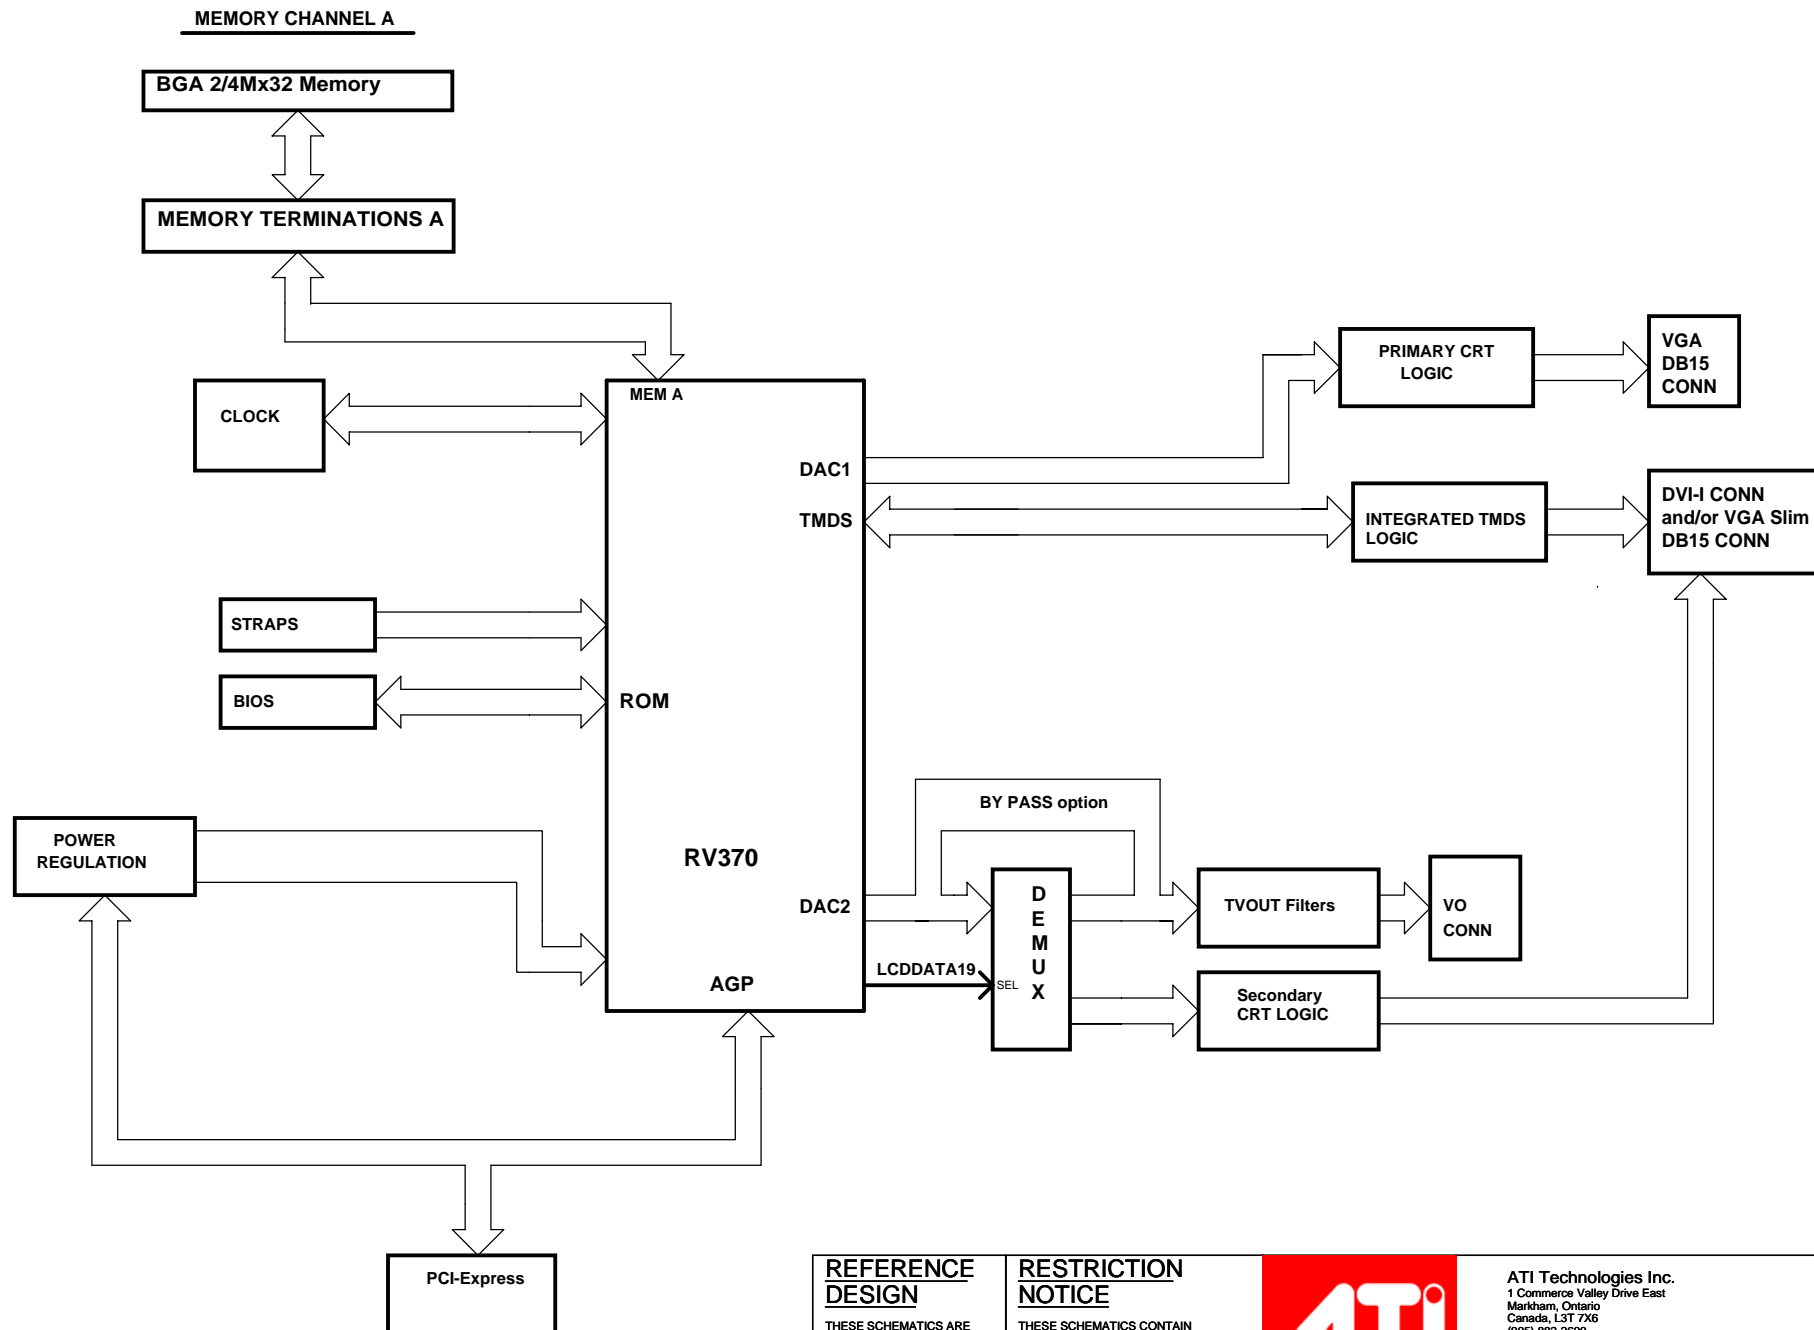 MEMORY CHANNEL A
BGA 2/4Mx32 Memory
MEMORY TERMINATIONS A
CLOCK
STRAPS
BIOS
POWER
REGULATION
MEM A
DAC1
TMDS
ROM
RV370
DAC2
AGP
PRIMARY CRT
LOGIC
VGA
DB15
CONN
INTEGRATED TMDS
LOGIC
DVI-I CONN
and/or VGA Slim
DB15 CONN
BY PASS option
LCDDATA19
SEL
D
E
M
U
X
TVOUT Filters
VO
CONN
Secondary
CRT LOGIC
PCI-Express
REFERENCE
DESIGN
THESE SCHEMATICS ARE
RESTRICTION
NOTICE
THESE SCHEMATICS CONTAIN
ATI
ATI Technologies Inc.
1 Commerce Valley Drive East
Markham, Ontario
Canada, L3T 7X6